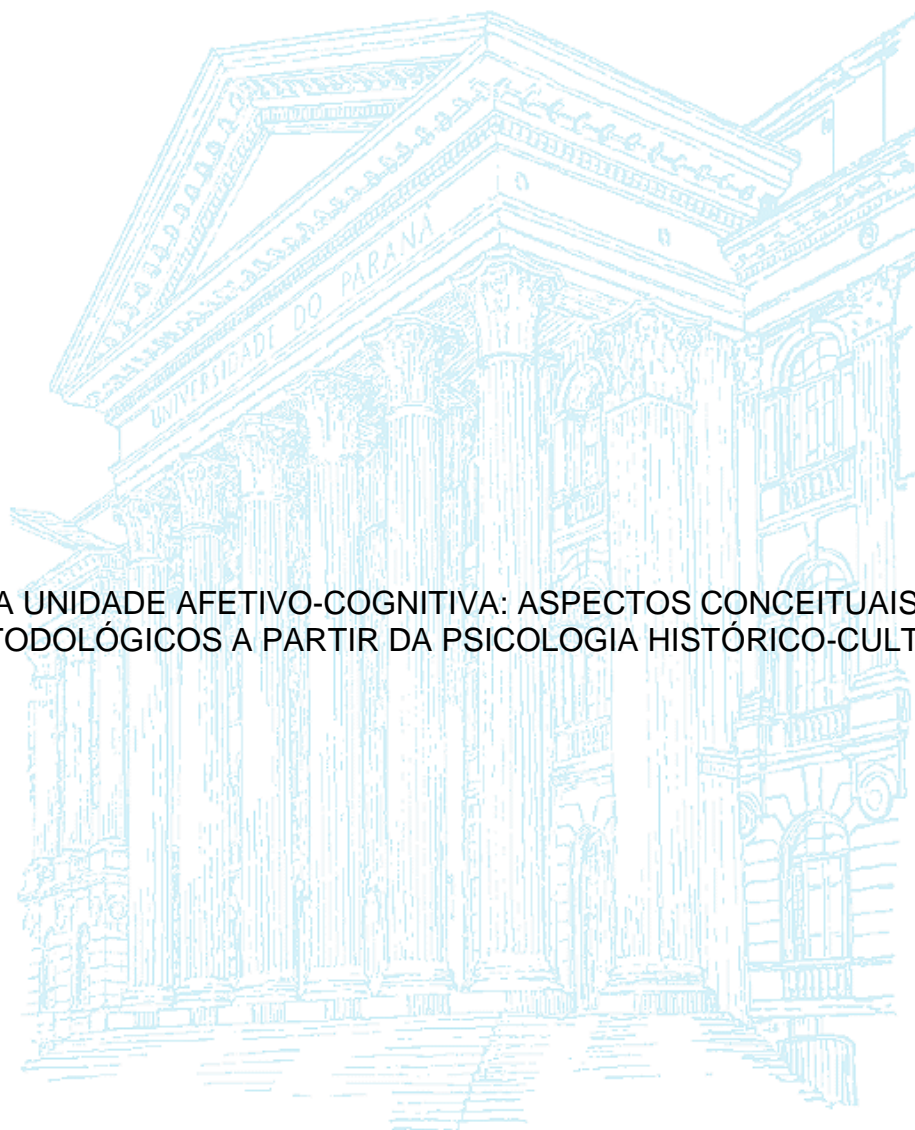 UNIVERSIDADE DO PARANÁ
A UNIDADE AFETIVO-COGNITIVA: ASPECTOS CONCEITUAIS
TODOLÓGICOS A PARTIR DA PSICOLOGIA HISTÓRICO-CULT